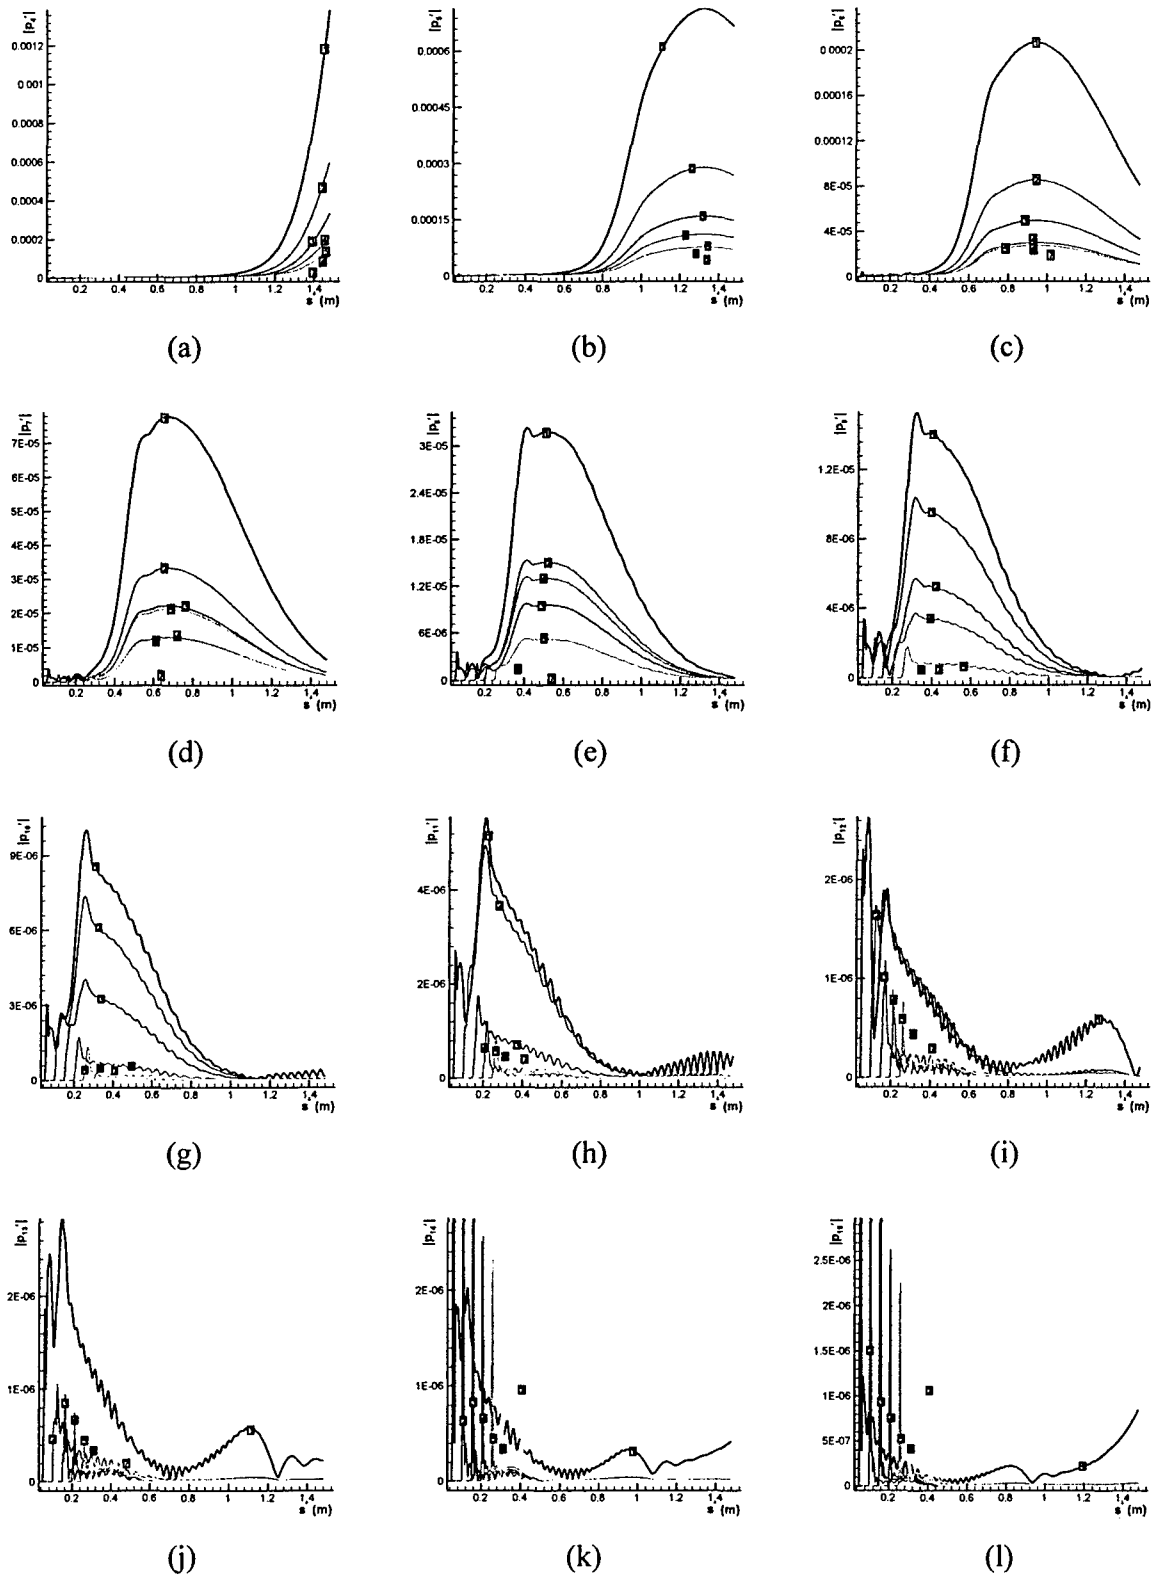 |p₄'|
0.0012
0.001
0.0008
0.0006
0.0004
0.0002
0
0.2 0.4 0.6 0.8 1 1.2 1.4
s* (m)
(a)
|p₅'|
0.0006
0.00045
0.0003
0.00015
0
0.2 0.4 0.6 0.8 1 1.2 1.4
s* (m)
(b)
0.0002
0.00016
0.00012
8E-05
4E-05
0
0.2 0.4 0.6 0.8 1 1.2 1.4
s* (m)
(c)
|p₇'|
7E-05
6E-05
5E-05
4E-05
3E-05
2E-05
1E-05
0
0.2 0.4 0.6 0.8 1 1.2 1.4
s* (m)
(d)
3E-05
2.4E-05
1.8E-05
1.2E-05
6E-06
0
0.2 0.4 0.6 0.8 1 1.2 1.4
s* (m)
(e)
1.2E-05
8E-06
4E-06
0
0.2 0.4 0.6 0.8 1 1.2 1.4
s* (m)
(f)
|p₁₀'|
9E-06
6E-06
3E-06
0
0.2 0.4 0.6 0.8 1 1.2 1.4
s* (m)
(g)
|p₁₁'|
4E-06
2E-06
0
0.2 0.4 0.6 0.8 1 1.2 1.4
s* (m)
(h)
|p₁₂'|
2E-06
1E-06
0
0.2 0.4 0.6 0.8 1 1.2 1.4
s* (m)
(i)
|p₁₃'|
2E-06
1E-06
0
0.2 0.4 0.6 0.8 1 1.2 1.4
s* (m)
(j)
|p₁₄'|
2E-06
1E-06
0
0.2 0.4 0.6 0.8 1 1.2 1.4
s* (m)
(k)
|p₁₅'|
2.5E-06
2E-06
1.5E-06
1E-06
5E-07
0
0.2 0.4 0.6 0.8 1 1.2 1.4
s* (m)
(l)